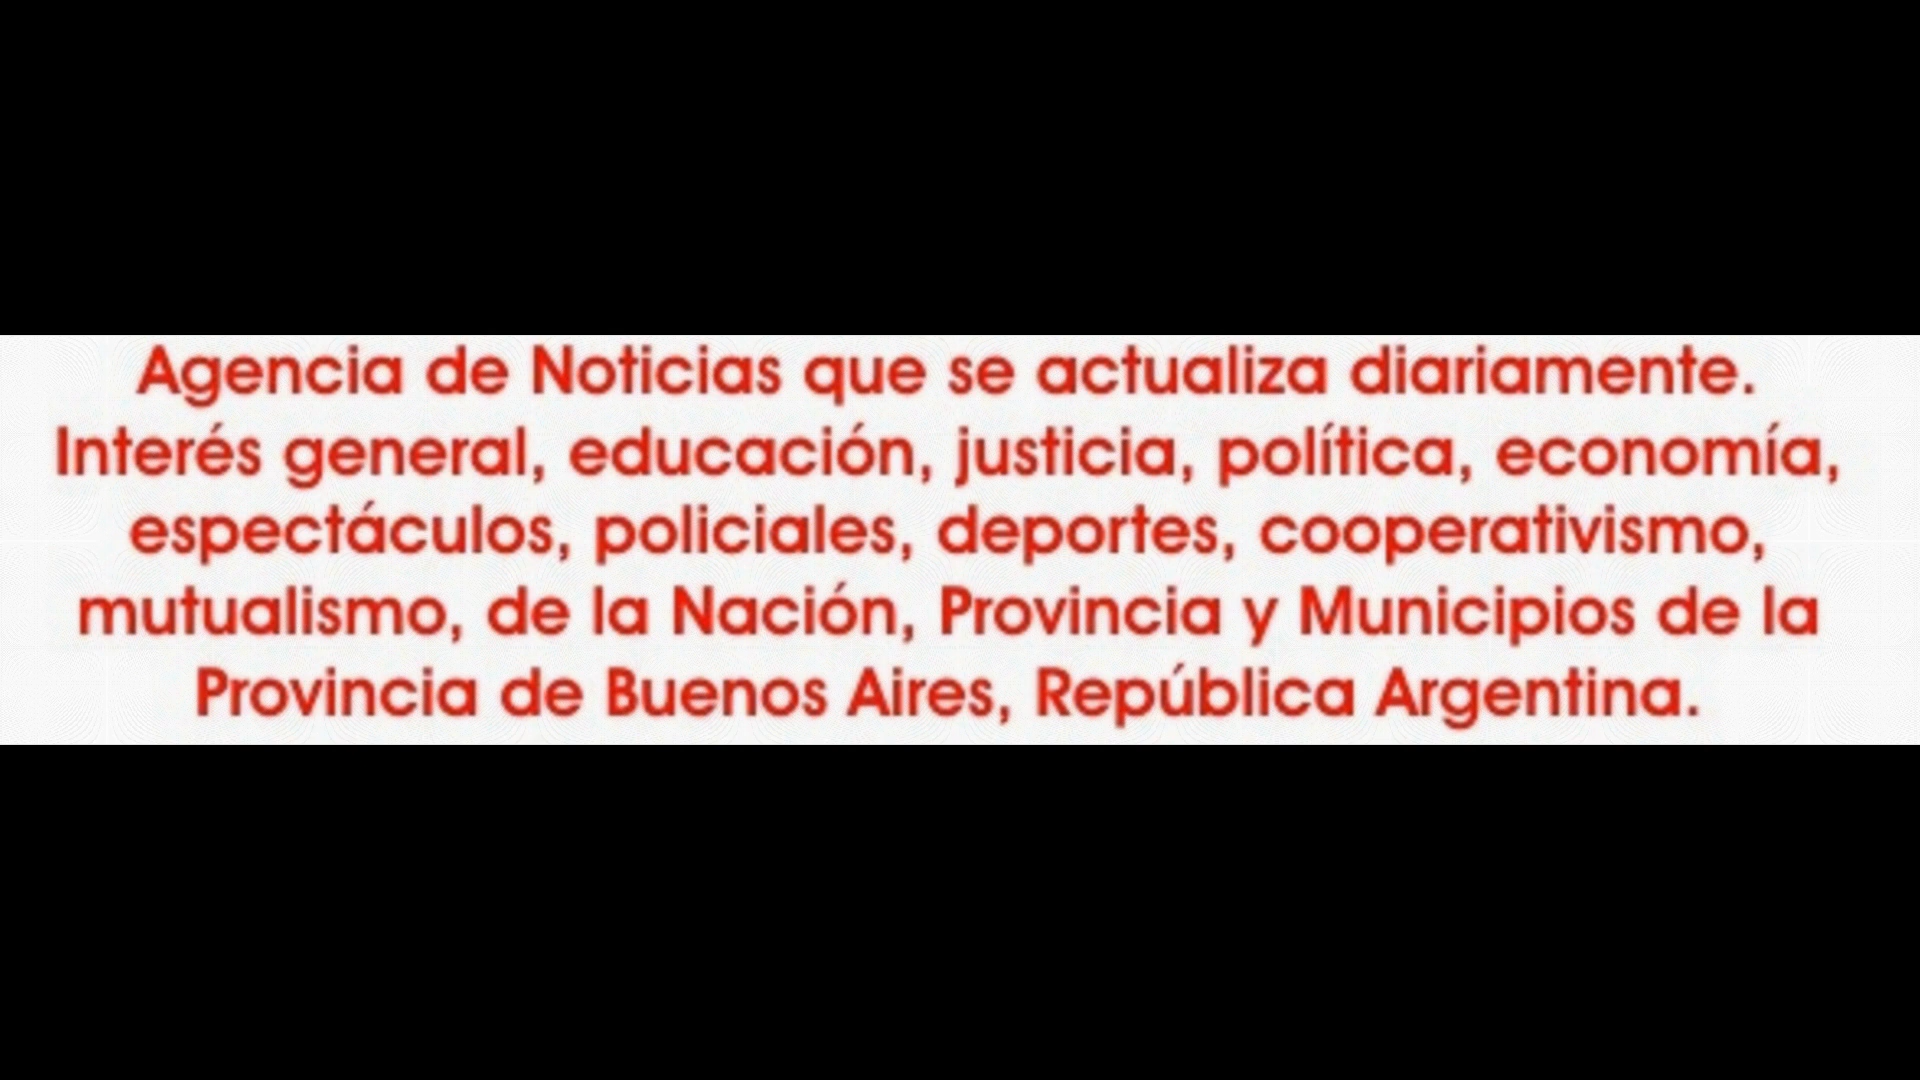 Agencia de Noticias que se actualiza diariamente.
Interés general, educación, justicia, política, economía,
espectáculos, policiales, deportes, cooperativismo,
mutualismo, de la Nación, Provincia y Municipios de la
Provincia de Buenos Aires, República Argentina.